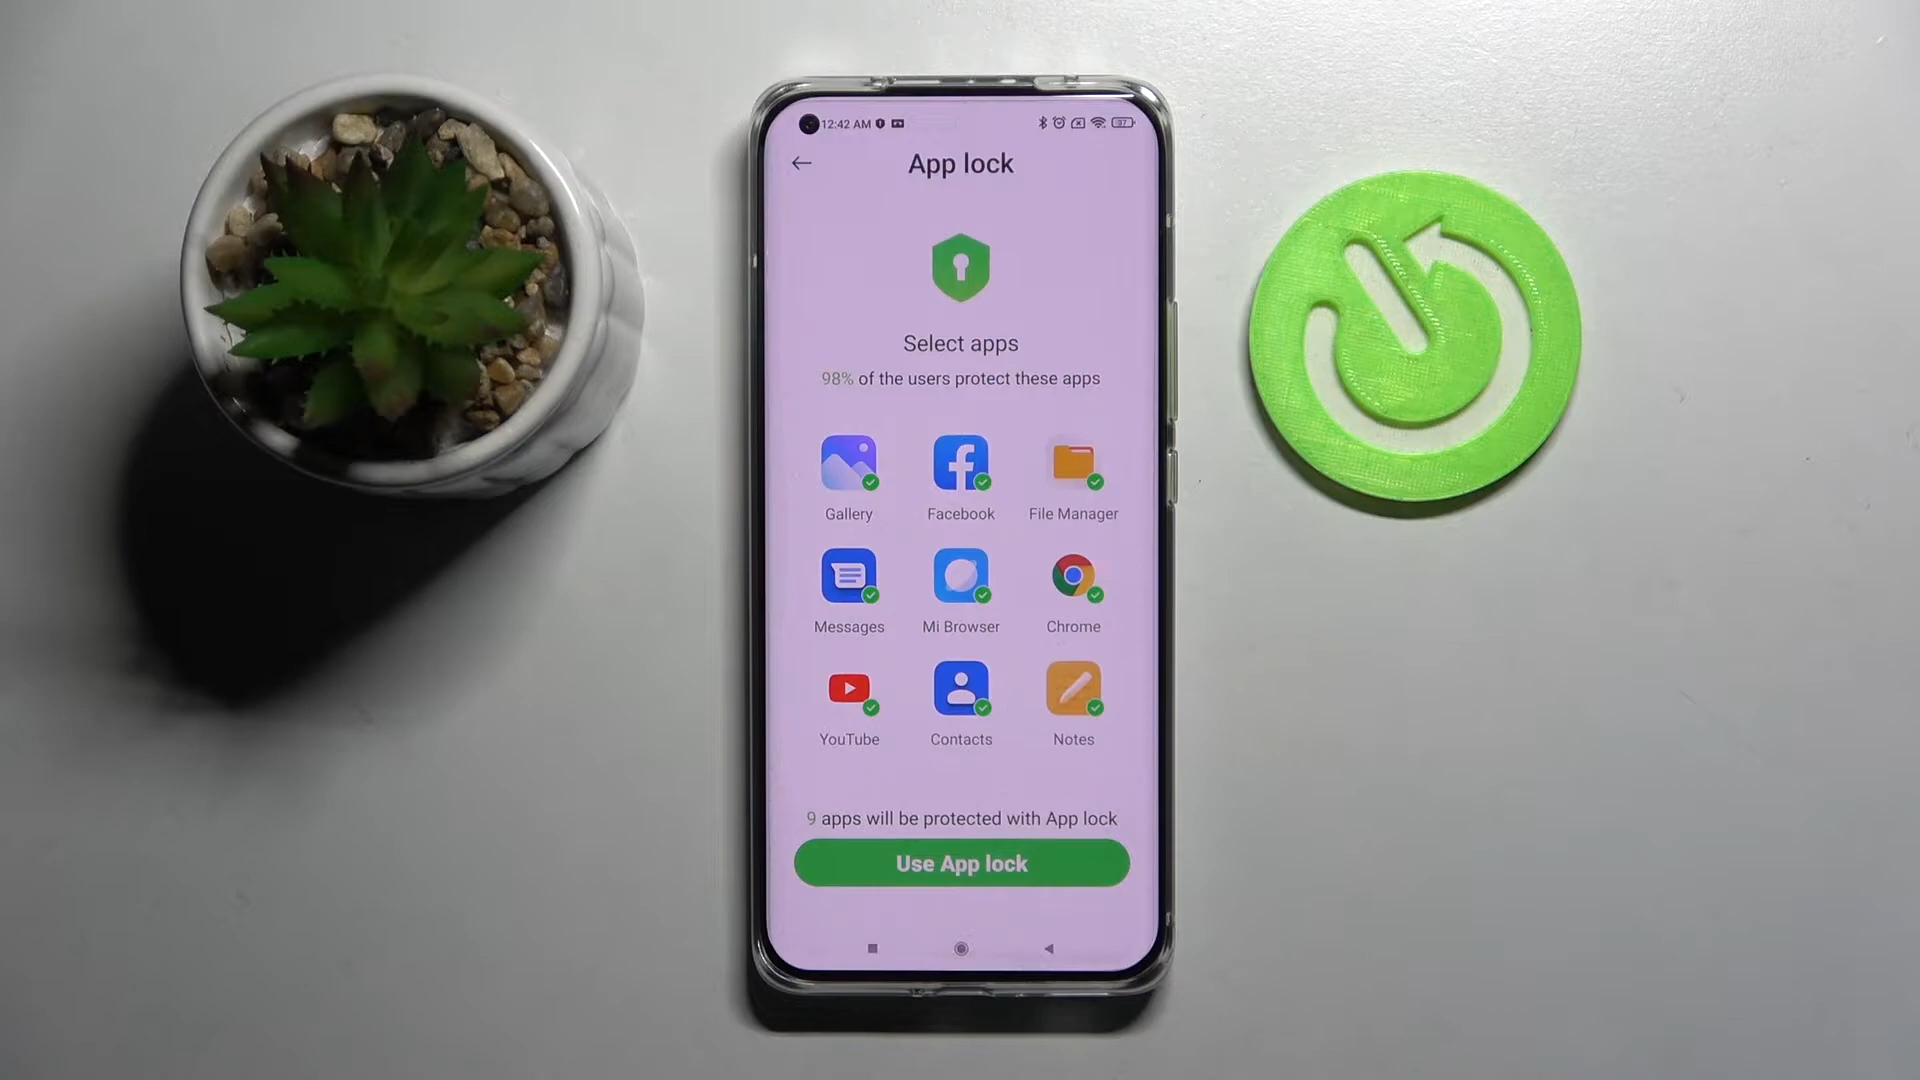 12:42 AM
37
App lock
Select apps
98% of the users protect these apps
Gallery Facebook File Manager
Messages Mi Browser Chrome
YouTube Contacts Notes
9 apps will be protected with App lock
Use App lock